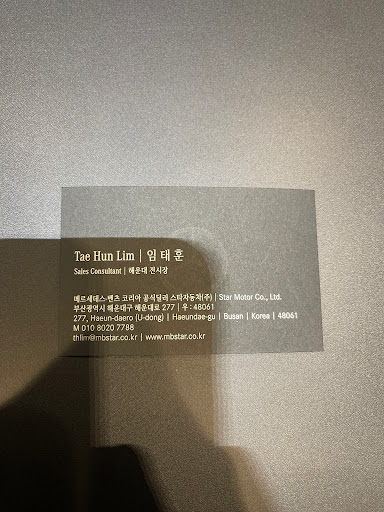 Tae Hun Lim | 임태훈
Sales Consultant | 해운대 전시장
메르세데스-벤츠 코리아 공식딜러 스타자동차(주) | Star Motor Co., Ltd.
부산광역시 해운대구 해운대로 277 | 우 : 48061
277, Haeun-daero (U-dong) | Haeundae-gu | Busan | Korea | 48061
M 010 8020 7788
thlim@mbstar.co.kr | www.mbstar.co.kr